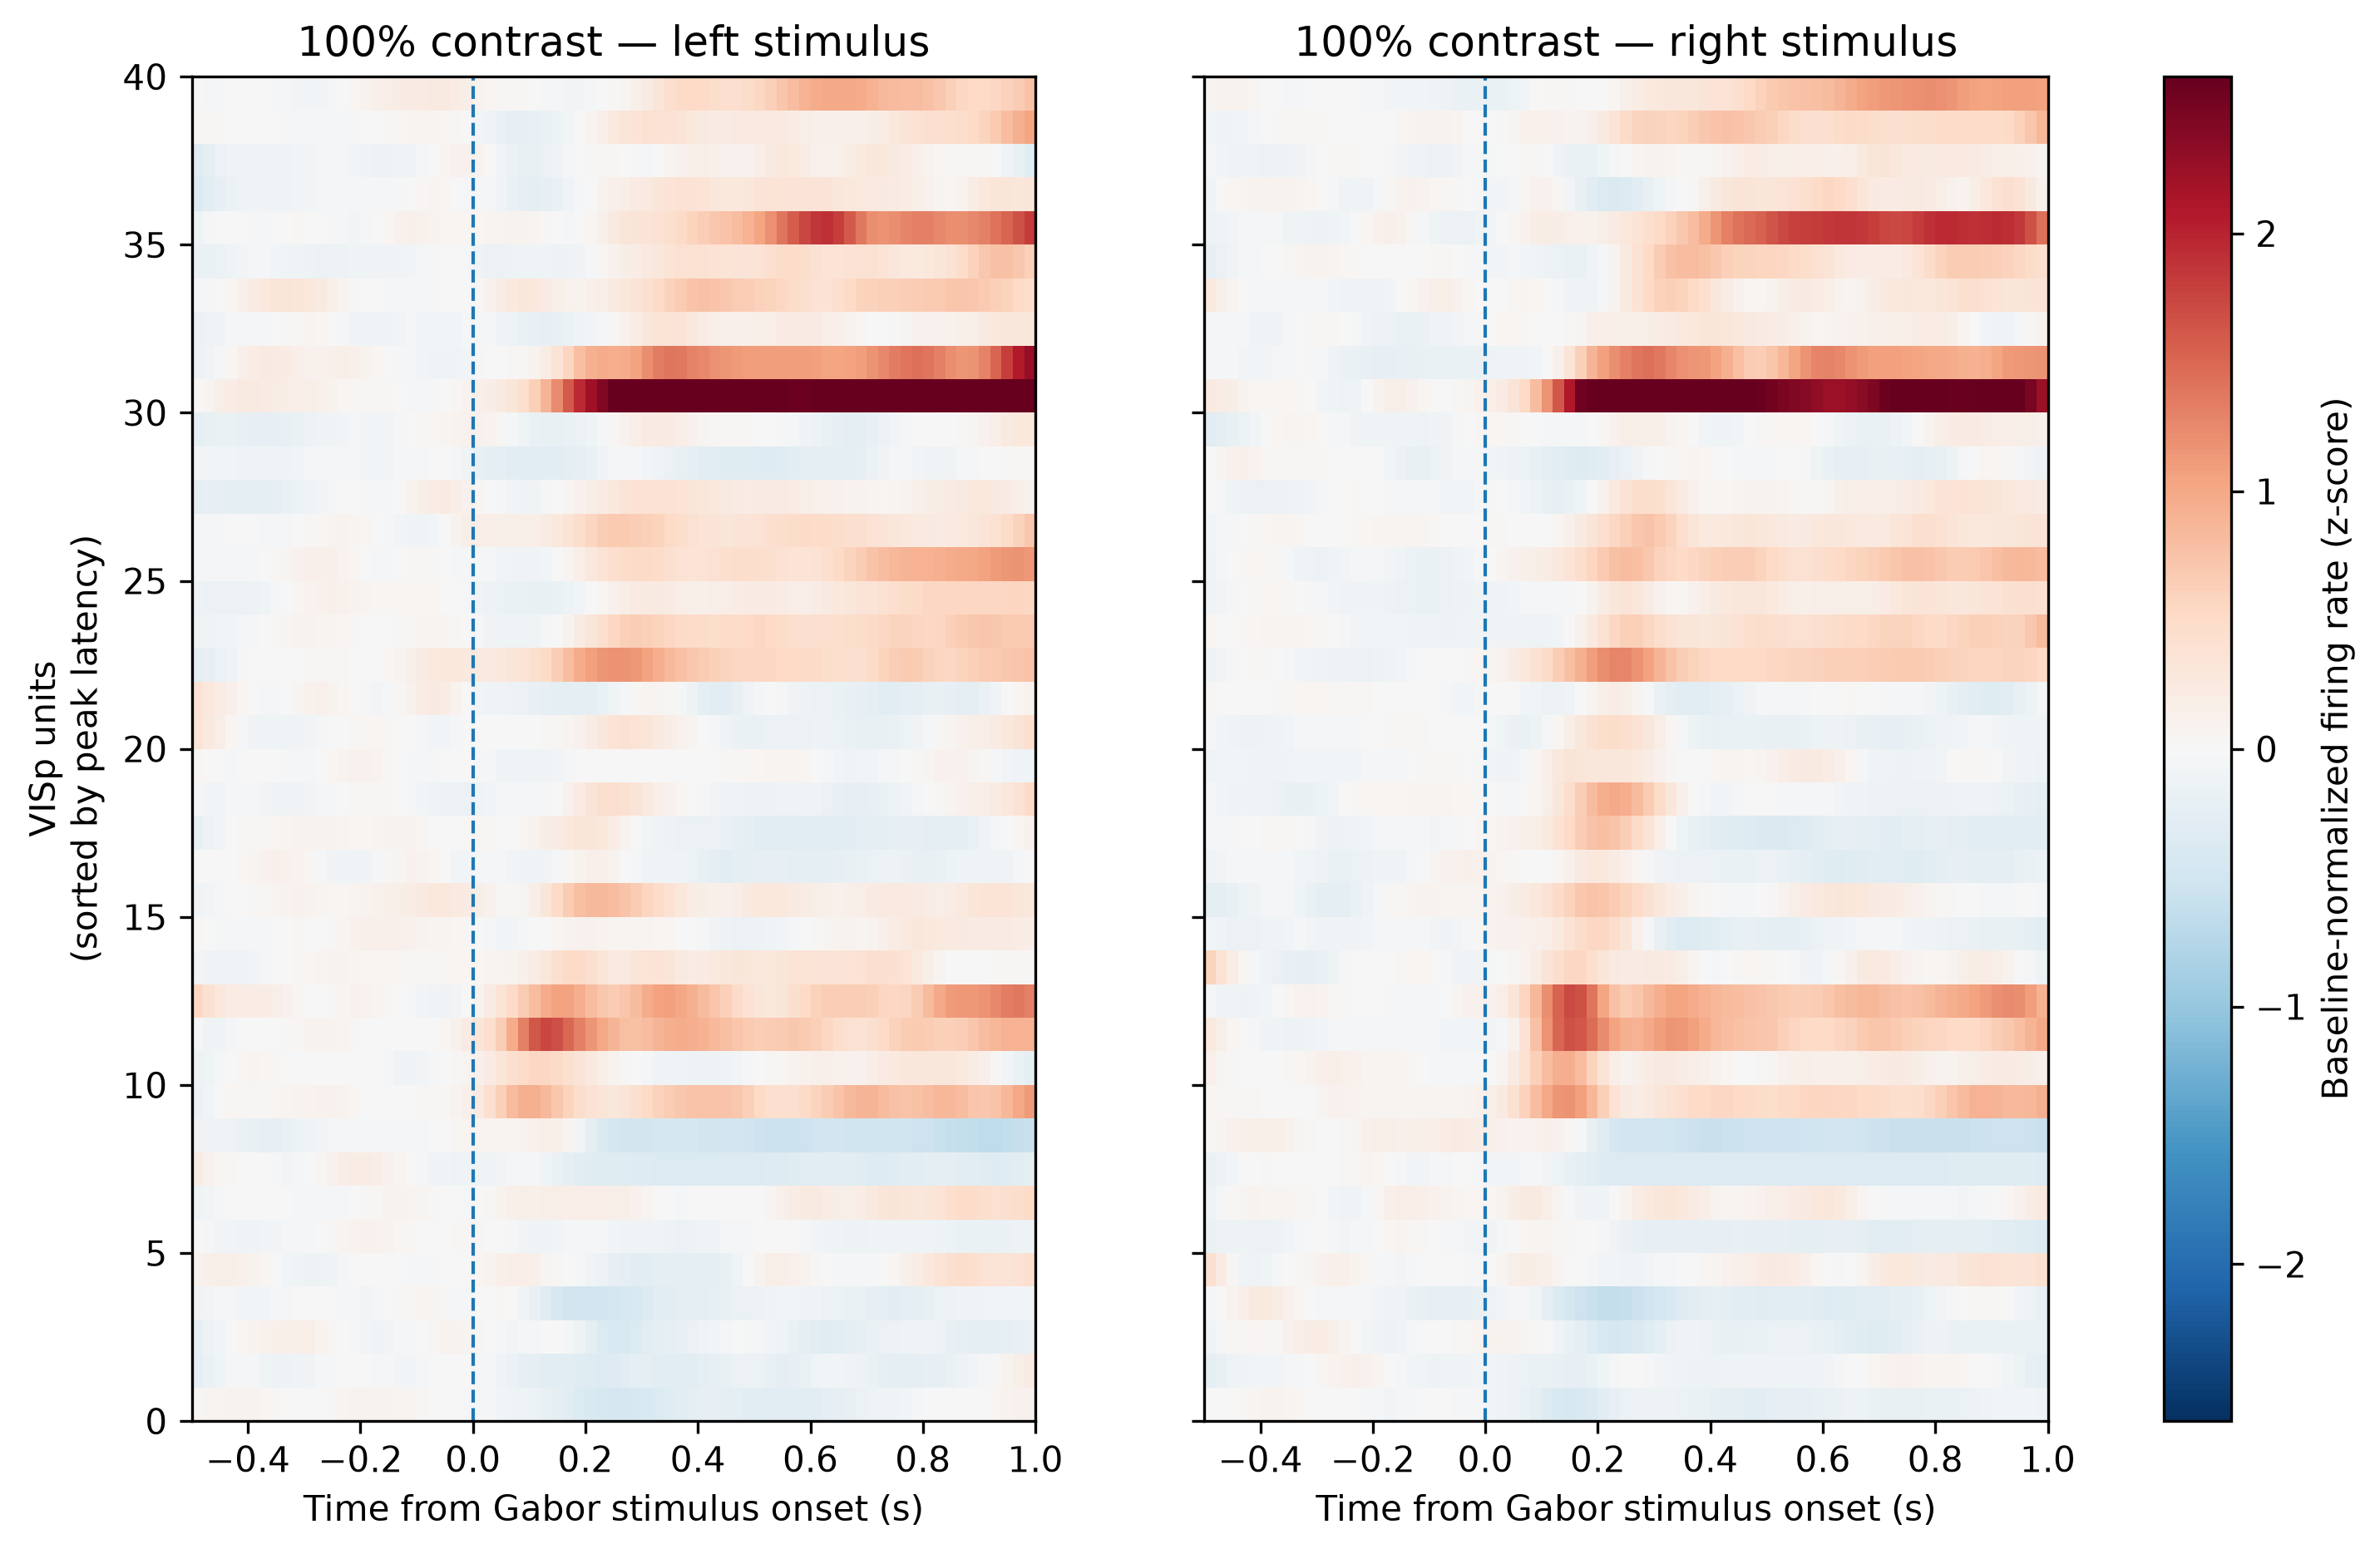 100% contrast — left stimulus
100% contrast — right stimulus
VISp units
(sorted by peak latency)
40
35
30
25
20
15
10
5
0
−0.4 −0.2 0.0 0.2 0.4 0.6 0.8 1.0
Time from Gabor stimulus onset (s)
−0.4 −0.2 0.0 0.2 0.4 0.6 0.8 1.0
Time from Gabor stimulus onset (s)
2
1
0
−1
−2
Baseline-normalized firing rate (z-score)